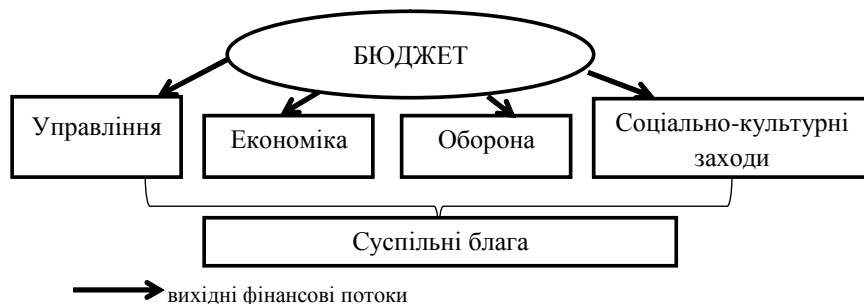 БЮДЖЕТ
Управління
Економіка
Оборона
Соціально-культурні
заходи
Суспільні блага
вихідні фінансові потоки